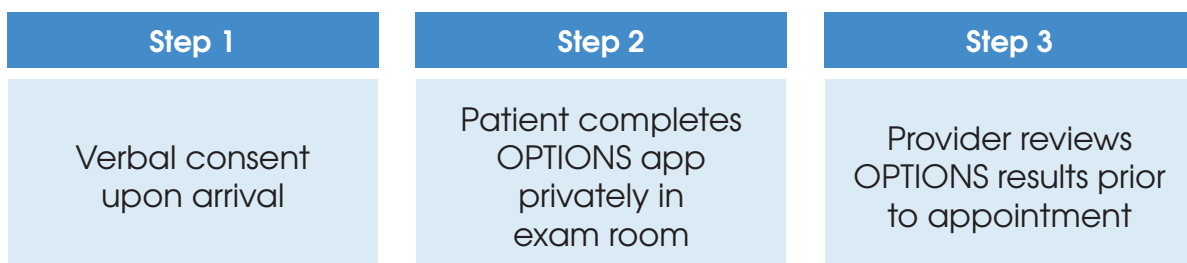 Step 1
Verbal consent
upon arrival
Step 2
Patient completes
OPTIONS app
privately in
exam room
Step 3
Provider reviews
OPTIONS results prior
to appointment